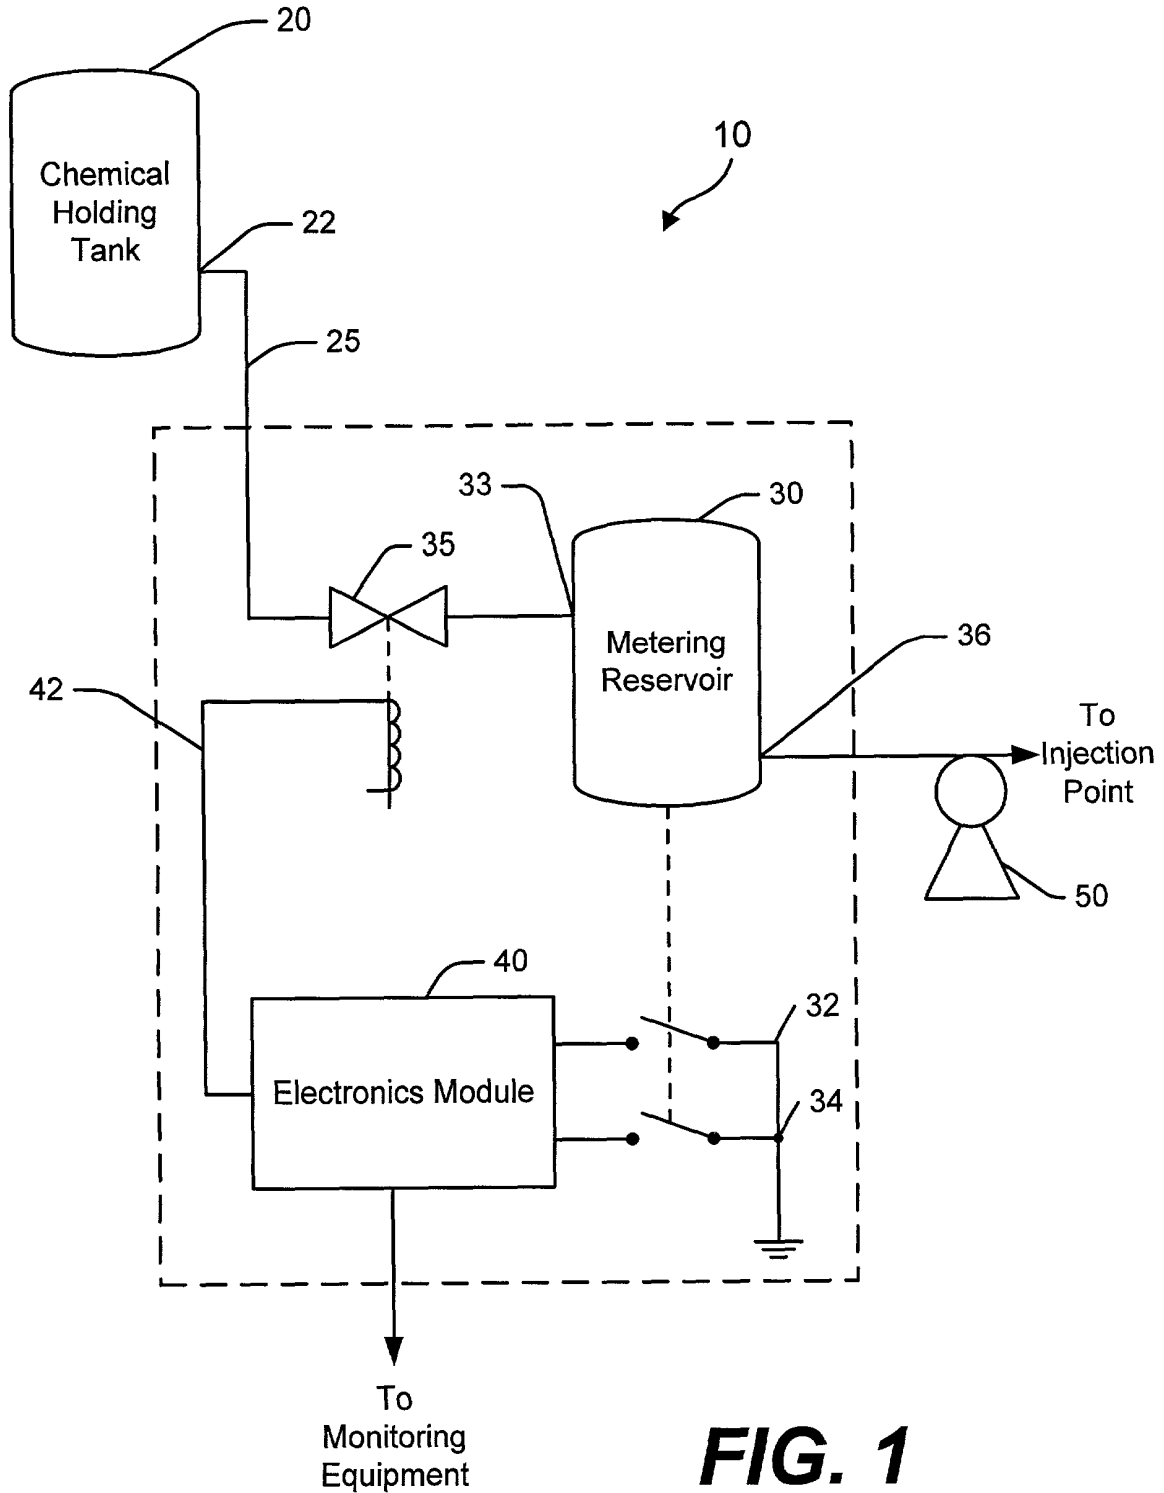 20
Chemical
Holding
Tank
22
10
25
33
30
35
Metering
Reservoir
36
42
To
Injection
Point
50
40
32
Electronics Module
34
To
Monitoring
Equipment
FIG. 1